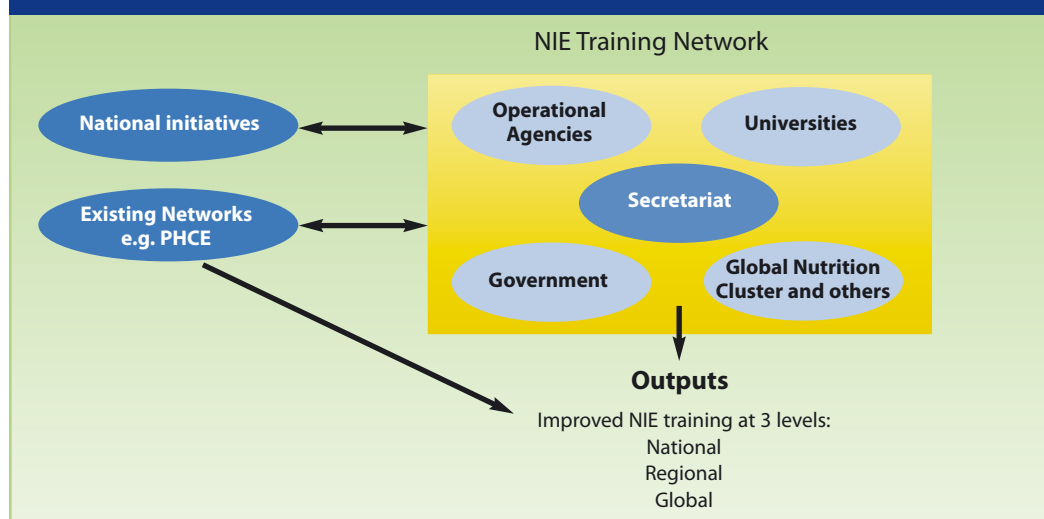 NIE Training Network
National initiatives
Operational
Agencies
Universities
Secretariat
Existing Networks
e.g. PHCE
Government
Global Nutrition
Cluster and others
Outputs
Improved NIE training at 3 levels:
National
Regional
Global